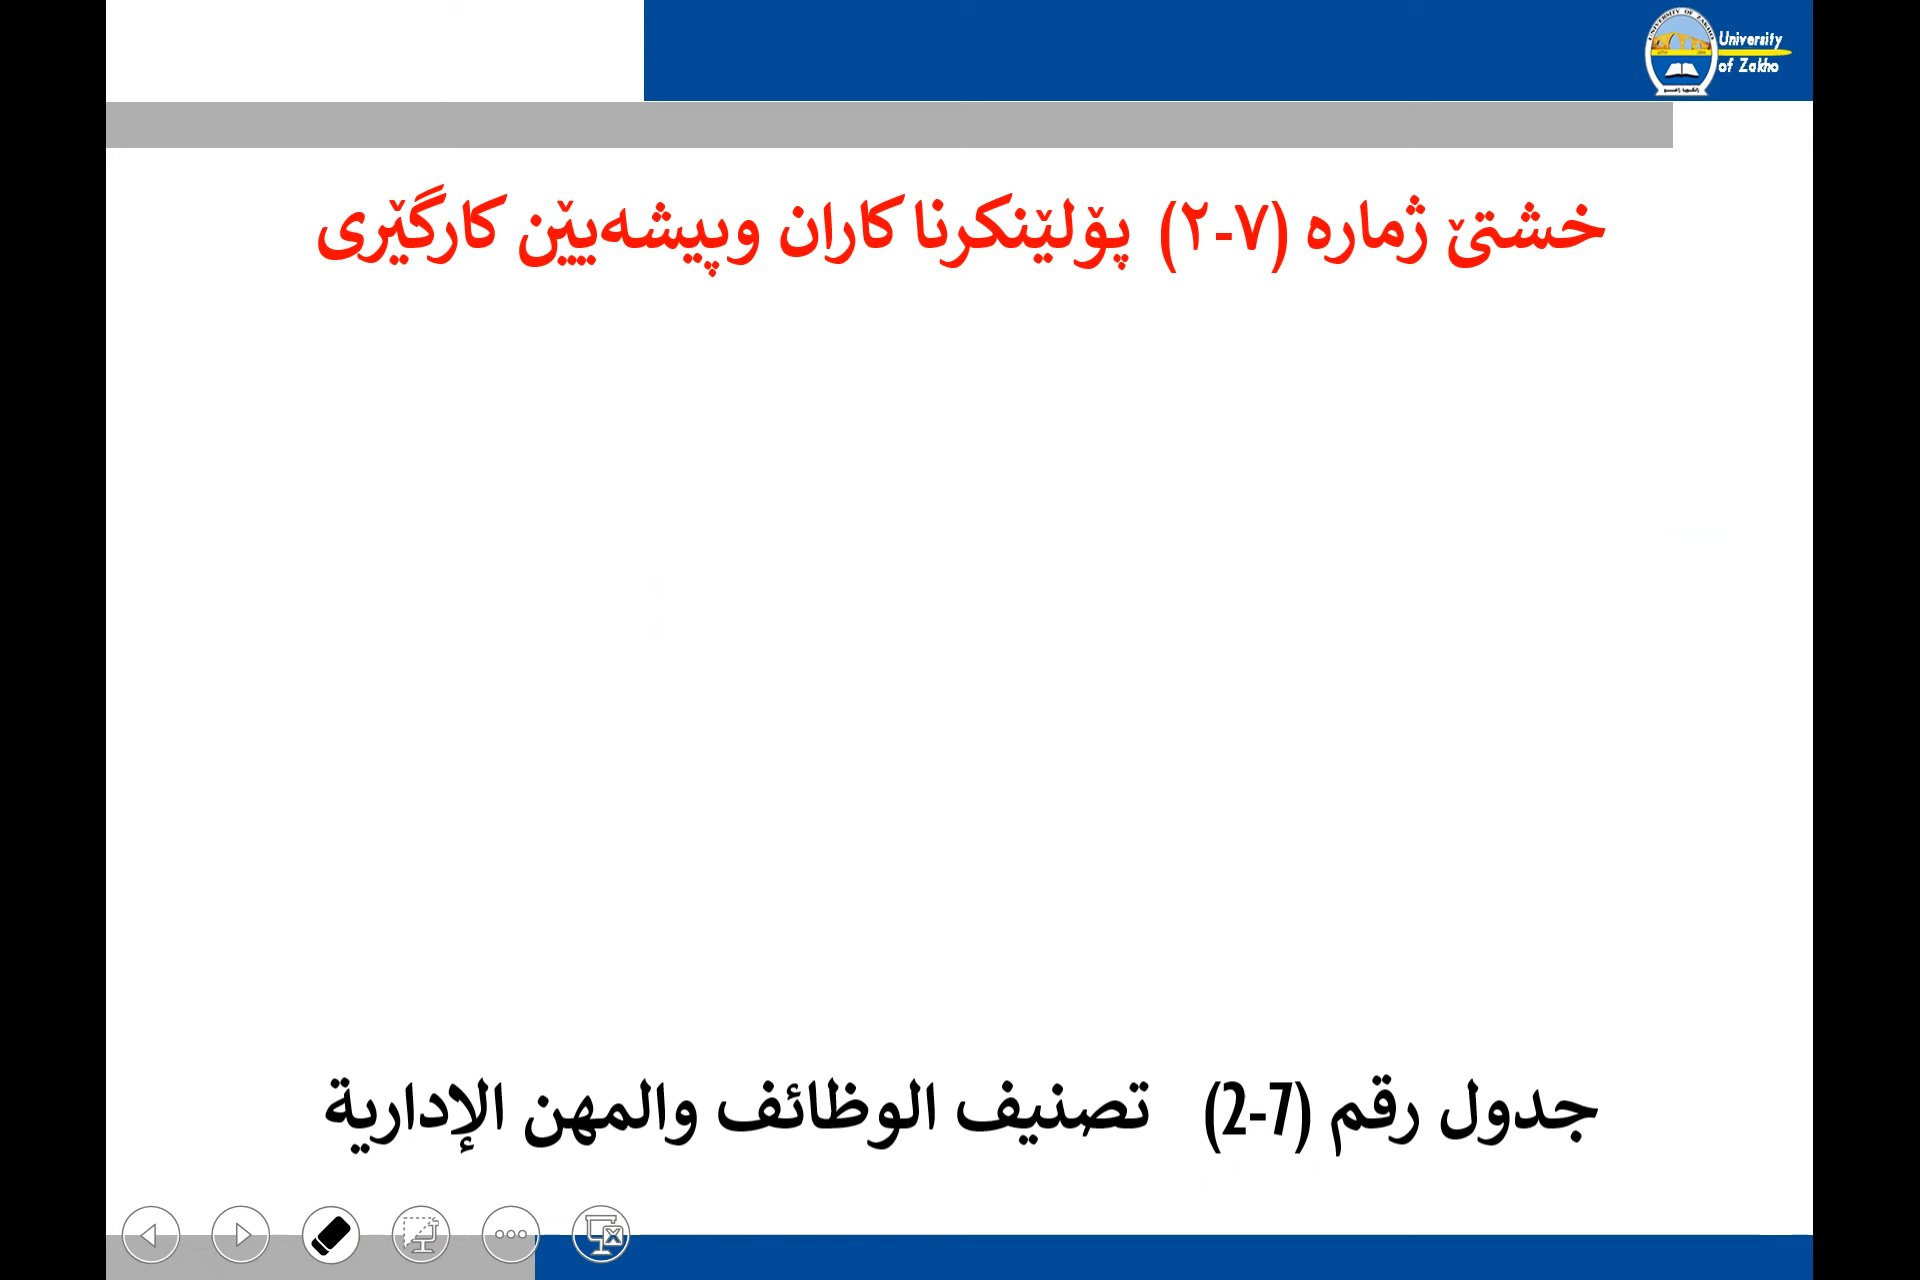 University
of Zakho
خشتێ ژمارە (٧-٢) پۆلێنکرنا کاران وپیشەیێن کارگێری
جدول رقم (7-2) تصنيف الوظائف والمهن الإدارية